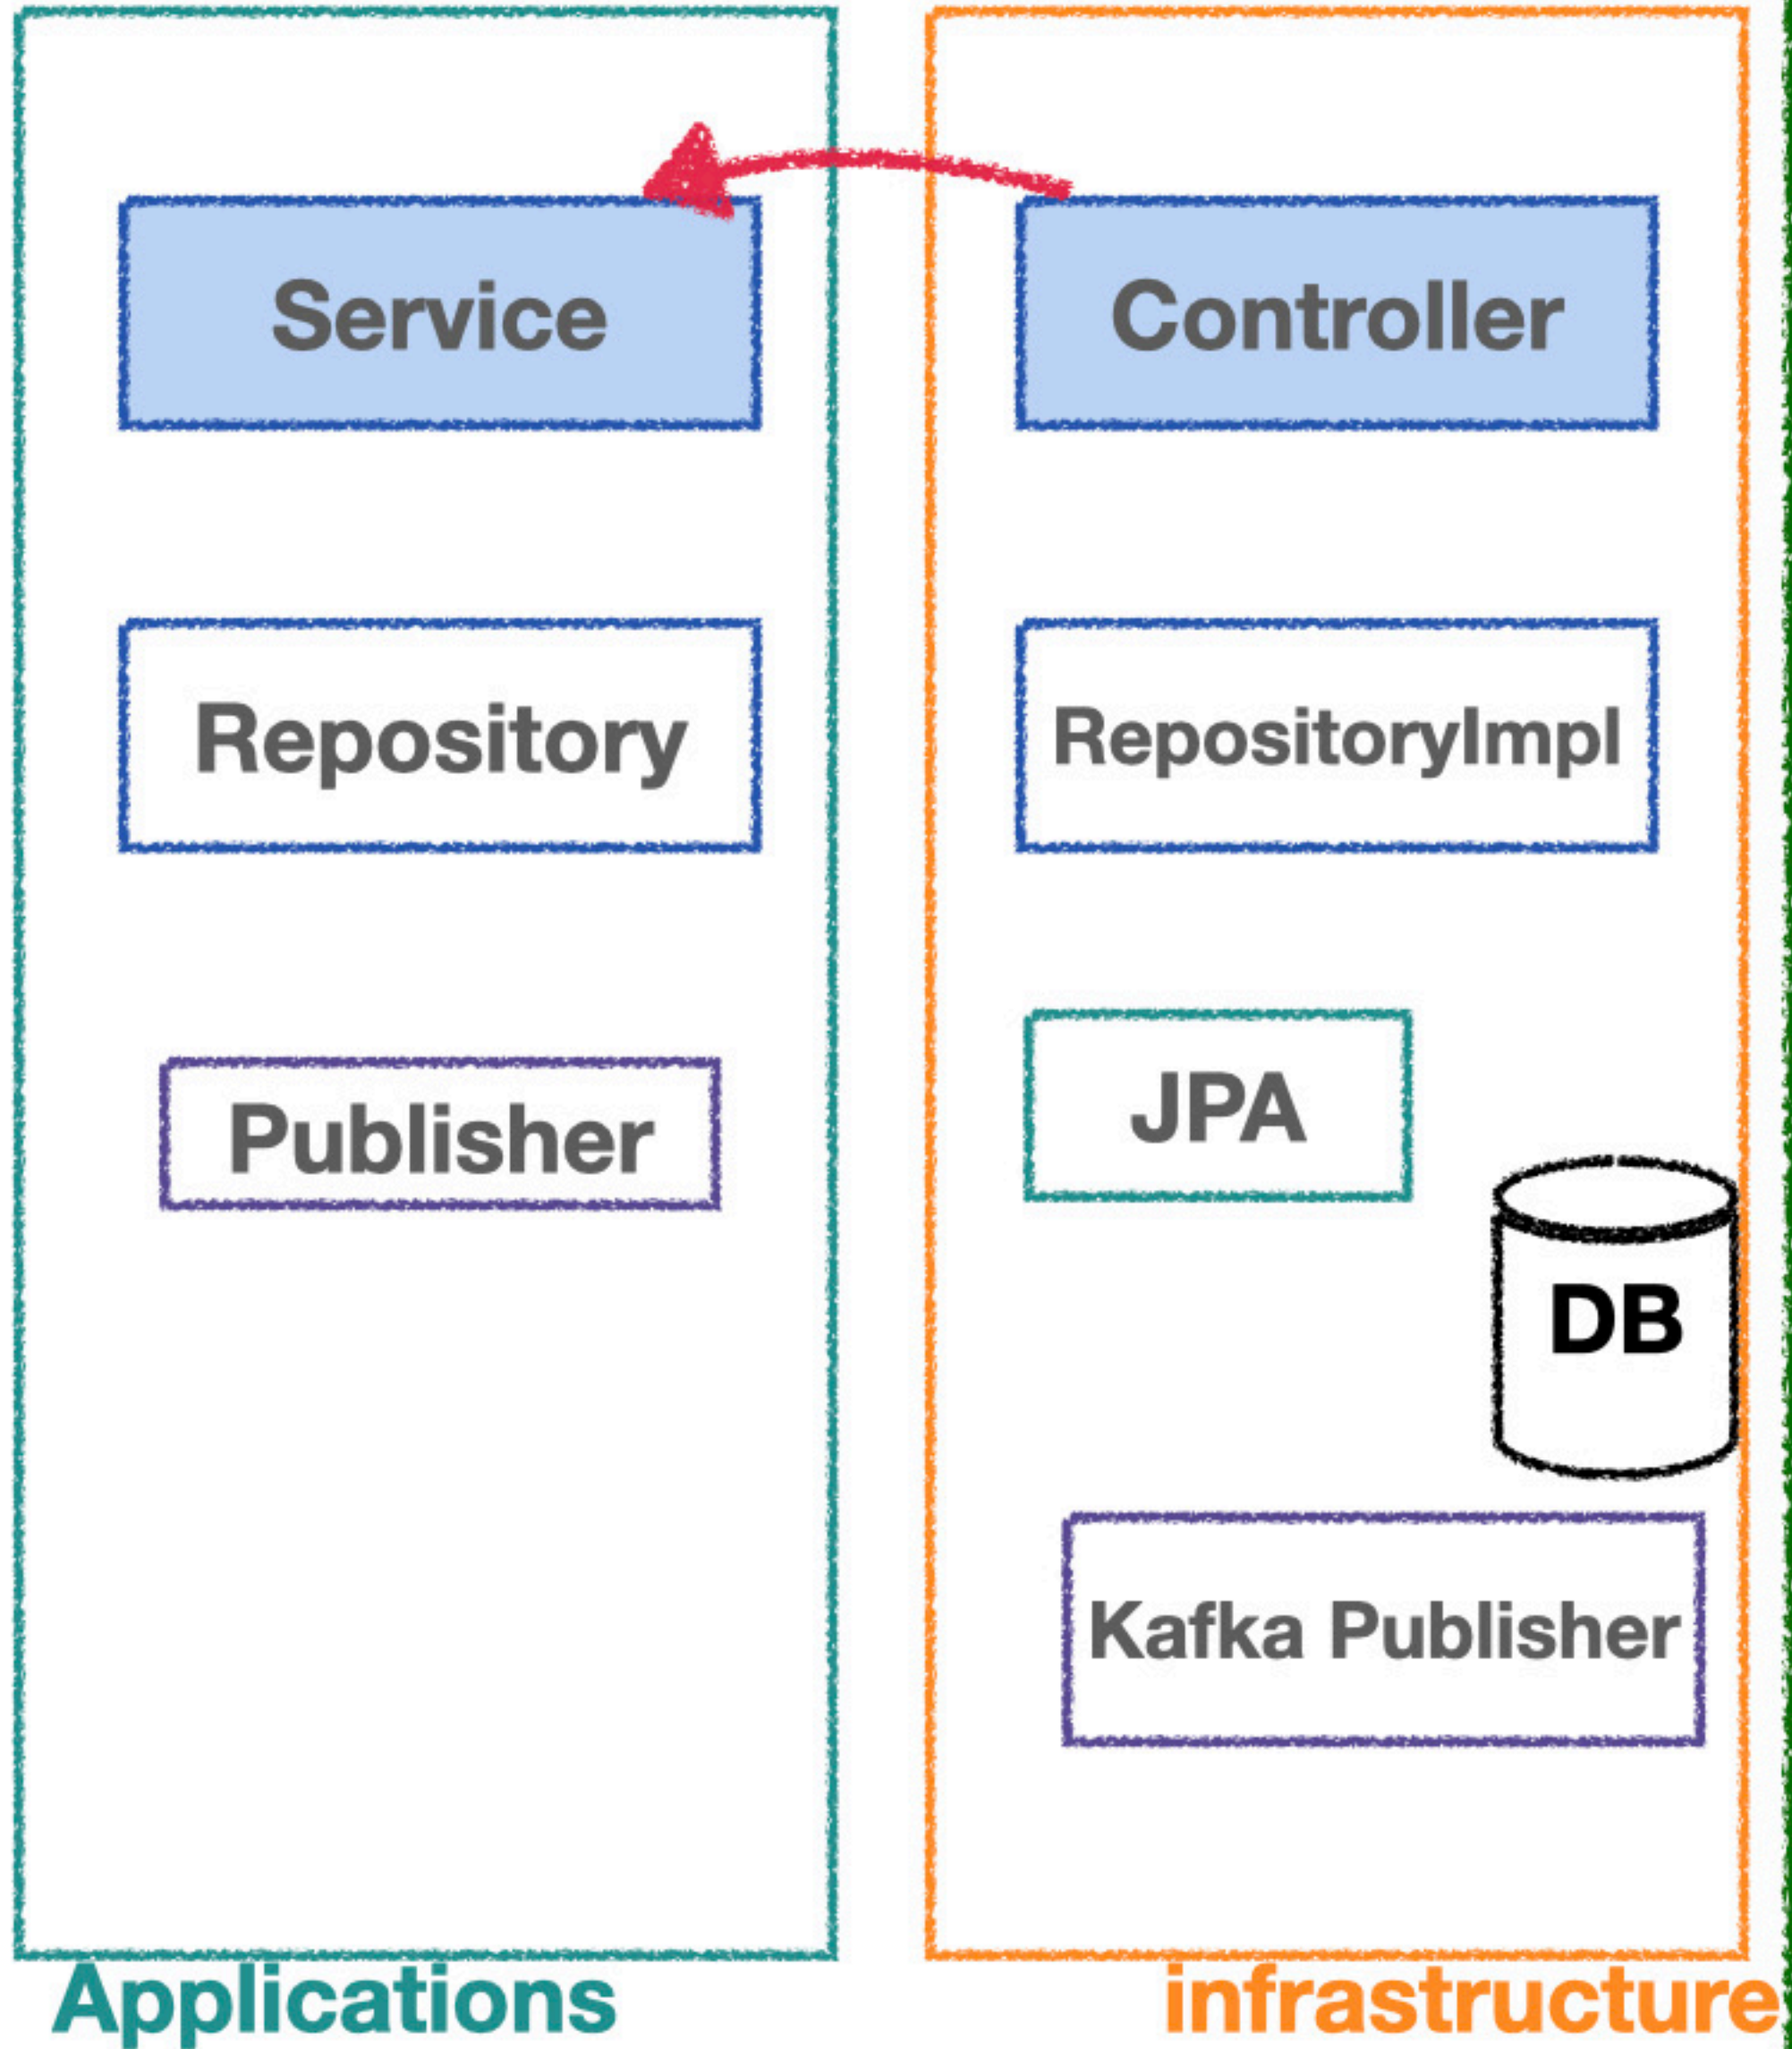 Service
Controller
Repository
RepositoryImpl
Publisher
JPA
DB
Kafka Publisher
Applications
infrastructure